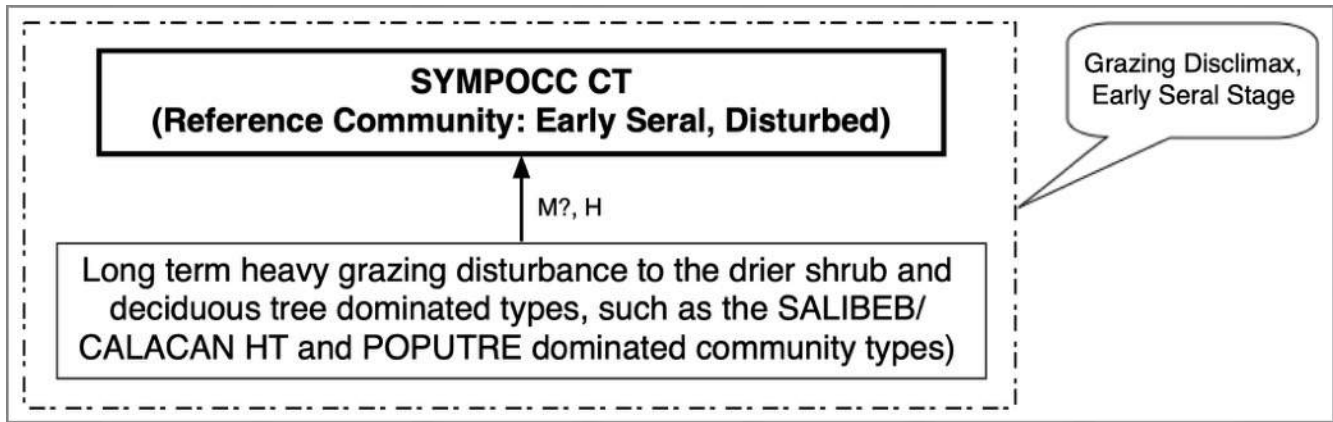 SYMPOCC CT
(Reference Community: Early Seral, Disturbed)
Grazing Disclimax,
Early Seral Stage
M?, H
Long term heavy grazing disturbance to the drier shrub and
deciduous tree dominated types, such as the SALIBEB/
CALACAN HT and POPUTRE dominated community types)